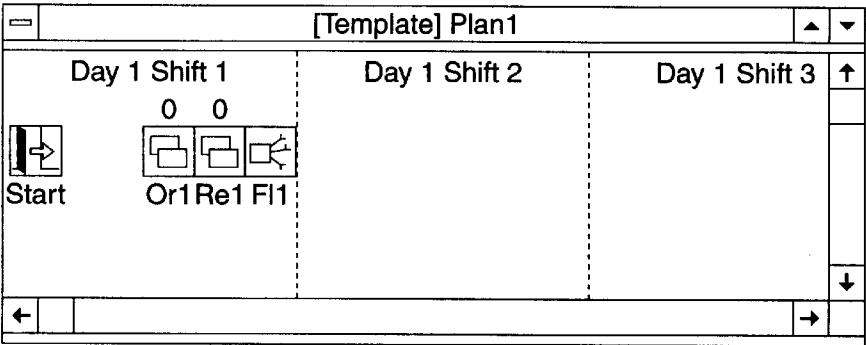 [Template] Plan1
Day 1 Shift 1 Day 1 Shift 2 Day 1 Shift 3
0 0
Start Or1 Re1 Fl1